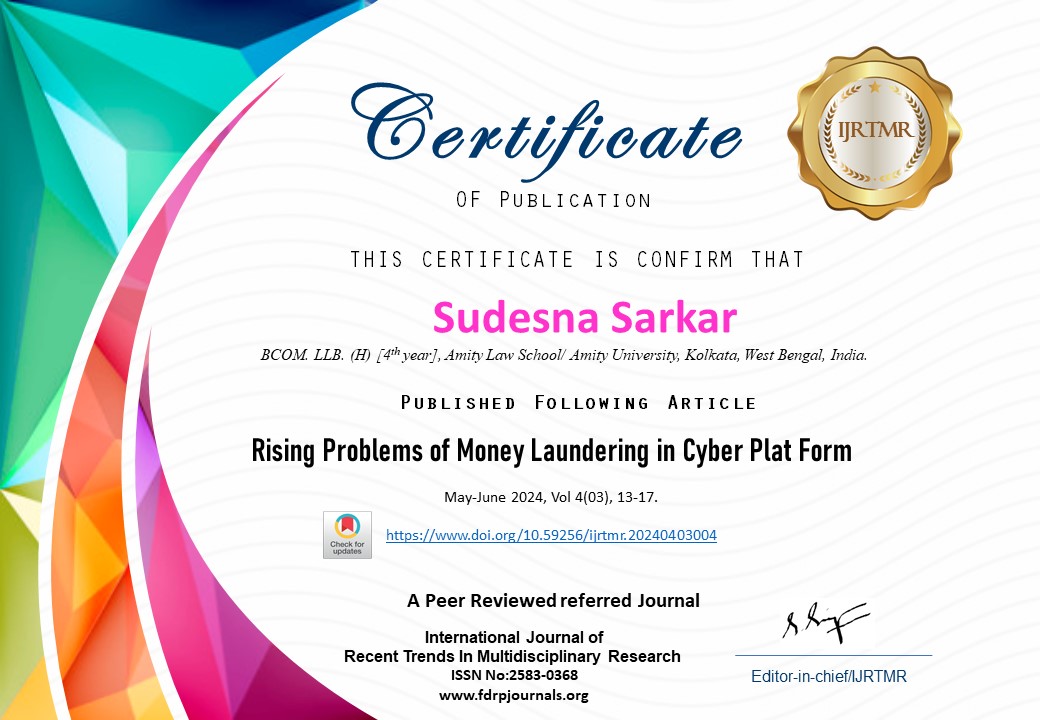 Certificate
OF PUBLICATION
IJRTMR
THIS CERTIFICATE IS CONFIRM THAT
Sudesna Sarkar
BCOM. LLB. (H) [4th year], Amity Law School/ Amity University, Kolkata, West Bengal, India.
PUBLISHED FOLLOWING ARTICLE
Rising Problems of Money Laundering in Cyber Plat Form
May-June 2024, Vol 4(03), 13-17.
Check for
updates
https://www.doi.org/10.59256/ijrtmr.20240403004
A Peer Reviewed referred Journal
International Journal of
Recent Trends In Multidisciplinary Research
ISSN No:2583-0368
www.fdrpjournals.org
Editor-in-chief/IJRTMR